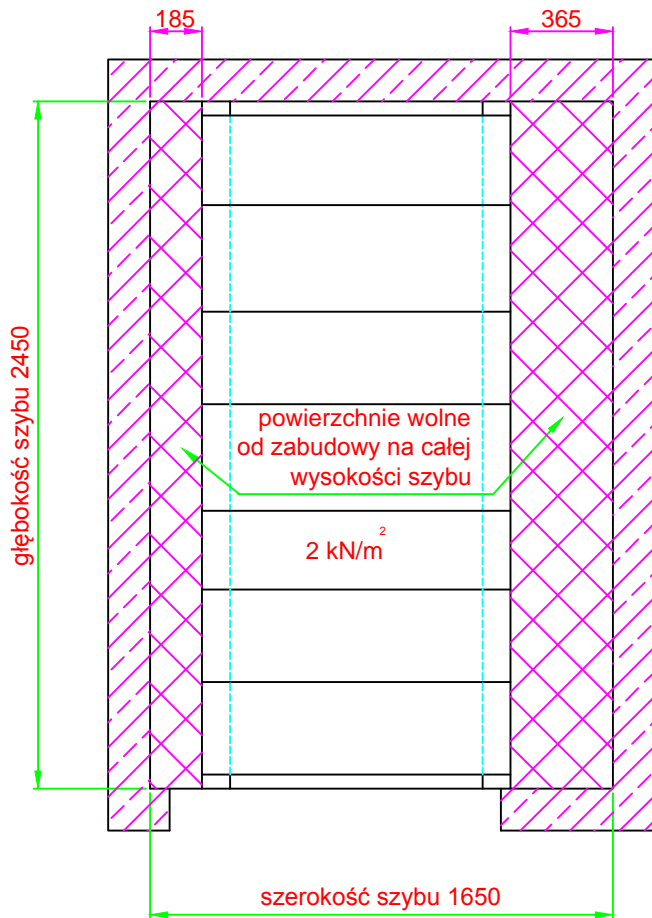 185
365
głębokość szybu 2450
powierzchnie wolne
od zabudowy na całej
wysokości szybu
2 kN/m²
szerokość szybu 1650